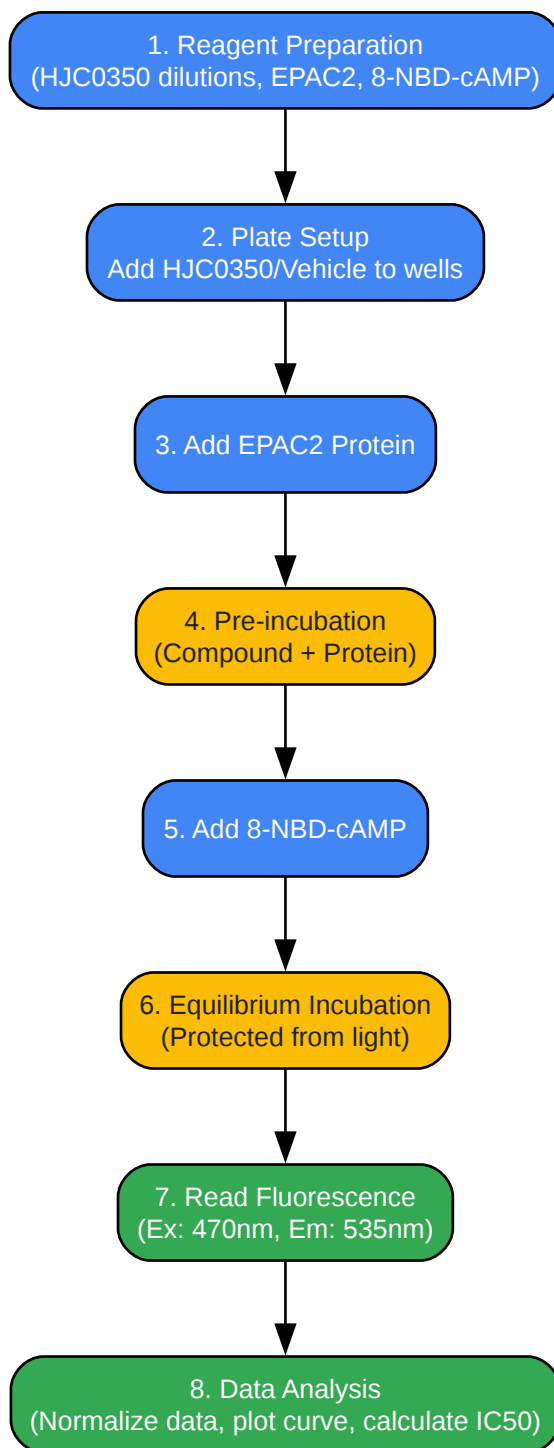 1. Reagent Preparation
(HJC0350 dilutions, EPAC2, 8-NBD-cAMP)
2. Plate Setup
Add HJC0350/Vehicle to wells
3. Add EPAC2 Protein
4. Pre-incubation
(Compound + Protein)
5. Add 8-NBD-cAMP
6. Equilibrium Incubation
(Protected from light)
7. Read Fluorescence
(Ex: 470nm, Em: 535nm)
8. Data Analysis
(Normalize data, plot curve, calculate IC50)